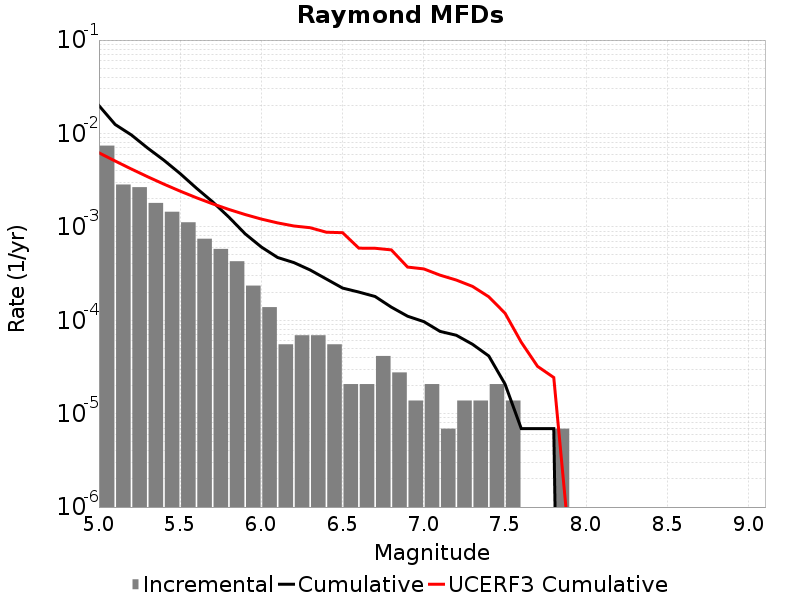 Raymond MFDs
10^-1
10^-2
10^-3
10^-4
10^-5
10^-6
Rate (1/yr)
5.0 5.5 6.0 6.5 7.0 7.5 8.0 8.5 9.0
Magnitude
Incremental Cumulative UCERF3 Cumulative